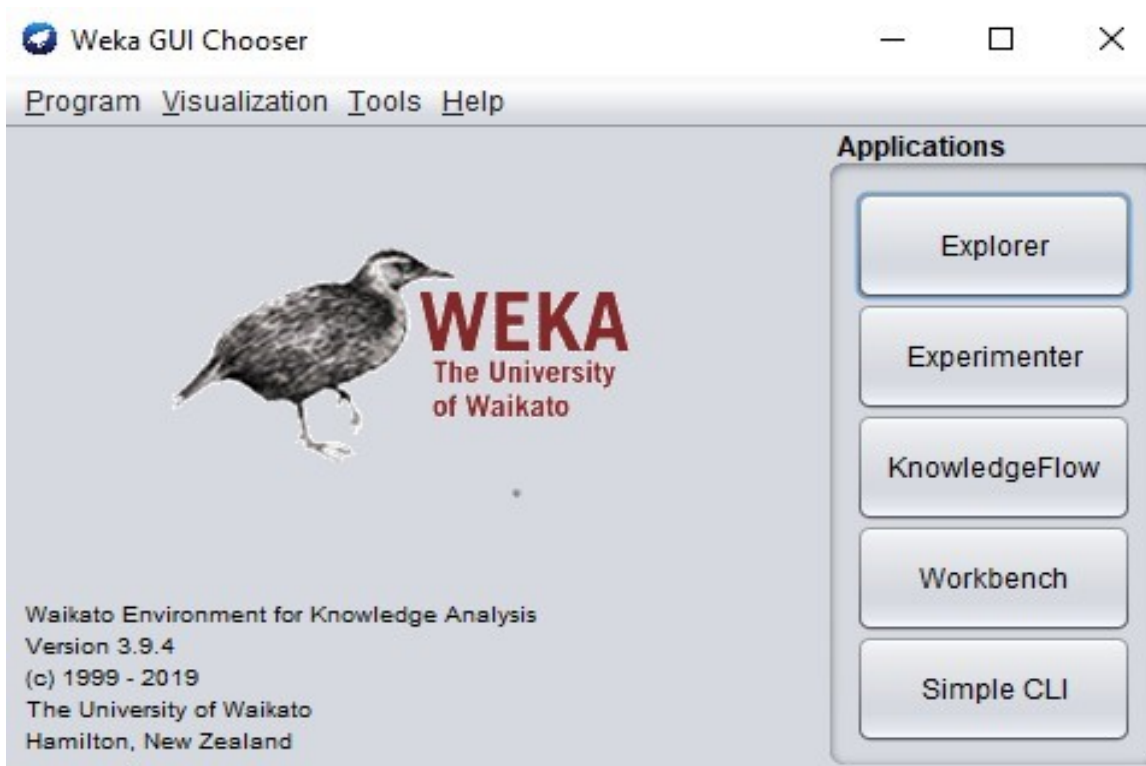 Weka GUI Chooser
Program Visualization Tools Help
Applications
Explorer
Experimenter
KnowledgeFlow
Workbench
Simple CLI
WEKA
The University
of Waikato
Waikato Environment for Knowledge Analysis
Version 3.9.4
(c) 1999 - 2019
The University of Waikato
Hamilton, New Zealand